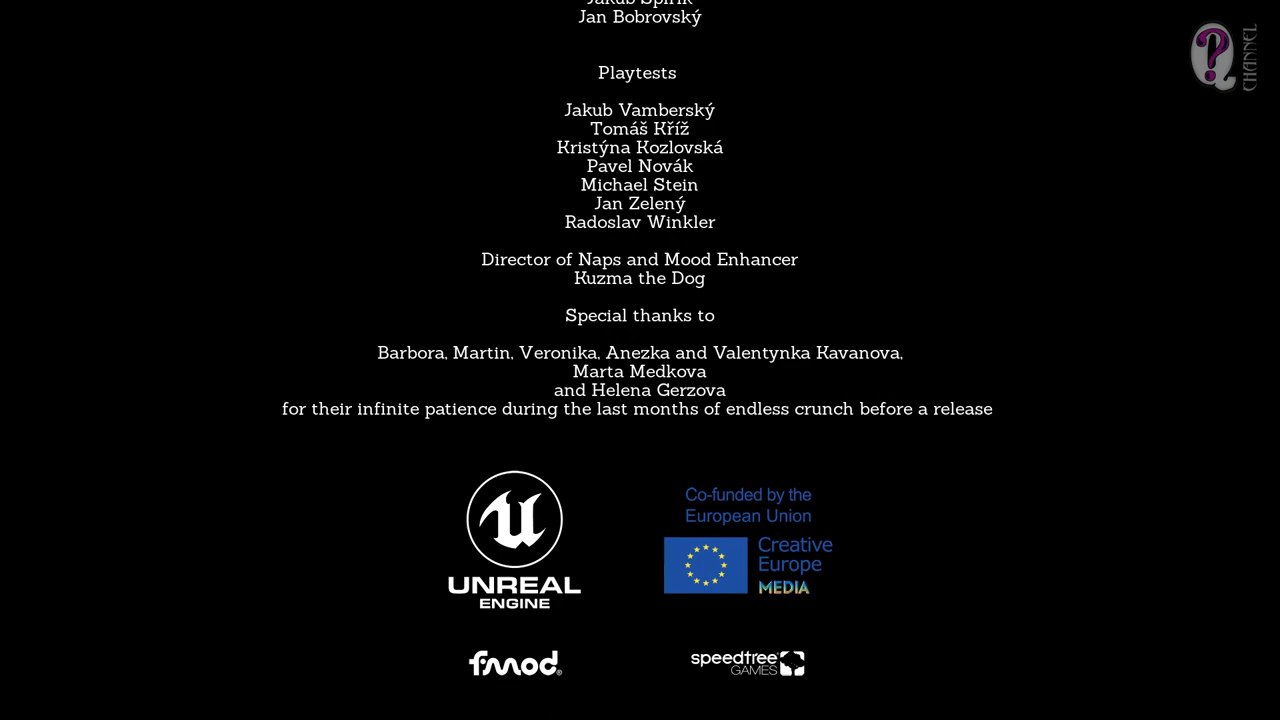 Jakub Spirik
Jan Bobrovský
Playtests
Jakub Vamberský
Tomáš Kříž
Kristýna Kozlovská
Pavel Novák
Michael Stein
Jan Zelený
Radoslav Winkler
Director of Naps and Mood Enhancer
Kuzma the Dog
Special thanks to
Barbora, Martin, Veronika, Anezka and Valentynka Kavanova,
Marta Medkova
and Helena Gerzova
for their infinite patience during the last months of endless crunch before a release
UNREAL
ENGINE
Co-funded by the
European Union
Creative
Europe
MEDIA
fmod®
speedtree®
GAMES
Q?
CHANNEL